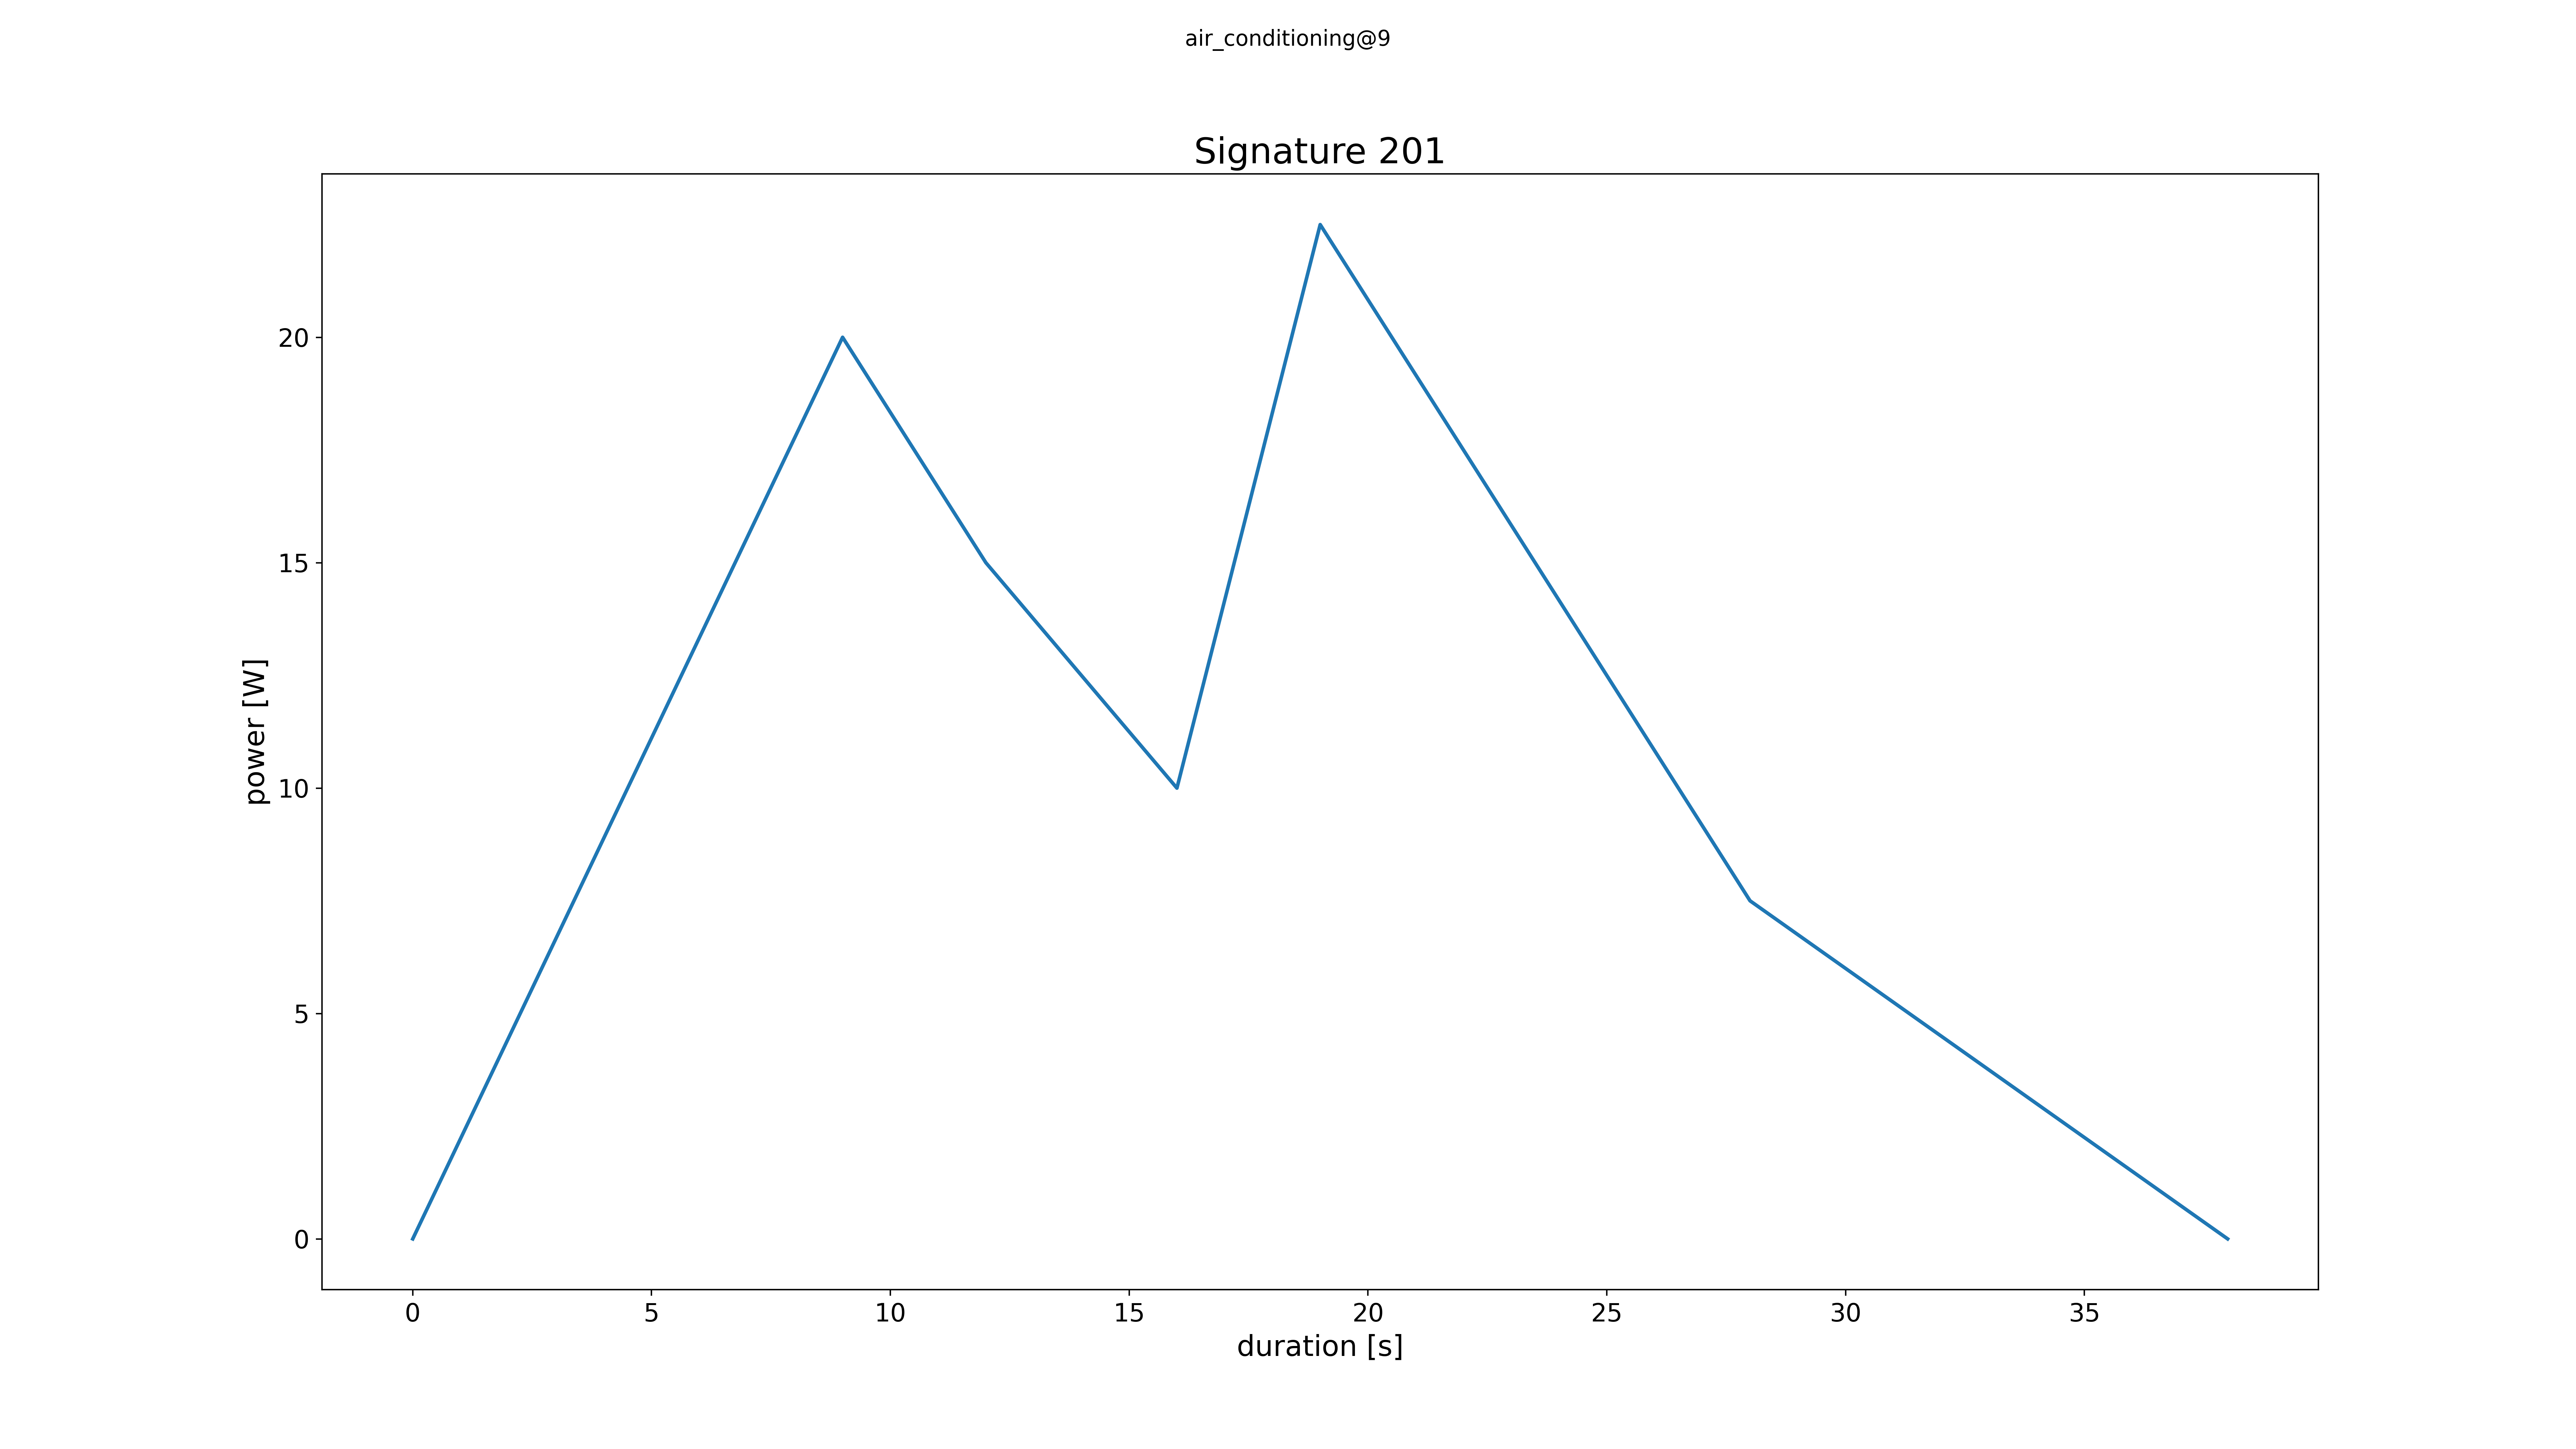 air_conditioning@9
Signature 201
power [W]
20
15
10
5
0
0 5 10 15 20 25 30 35
duration [s]